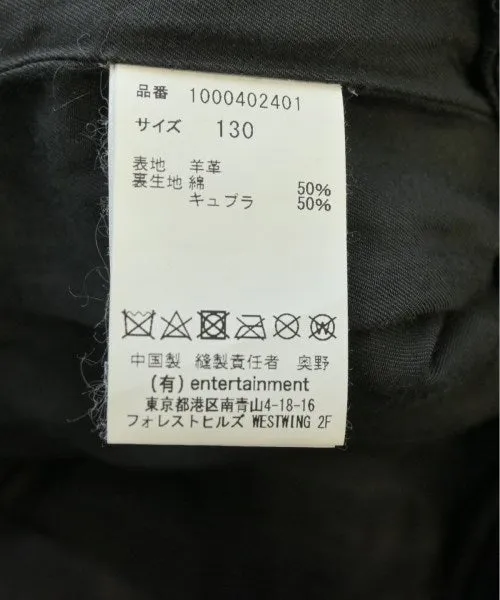 品番 1000402401
サイズ 130
表地 羊革
裏生地 綿 50%
キュプラ 50%
中国製 縫製責任者 奥野
(有) entertainment
東京都港区南青山4-18-16
フォレストヒルズ WESTWING 2F